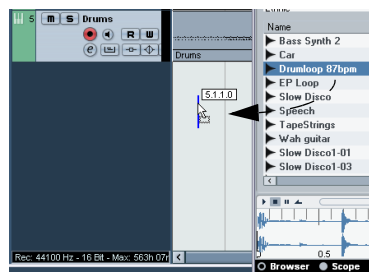 5 m S Drums
R W
e
Drums
5.1.1.0
Name
Bass Synth 2
Car
Drumloop 87bpm
EP Loop
Slow Disco
Speech
TapeStrings
Wah guitar
Slow Disco1-01
Slow Disco1-03
0.5
Browser Scope
Rec: 44100 Hz - 16 Bit - Max: 563h 07r